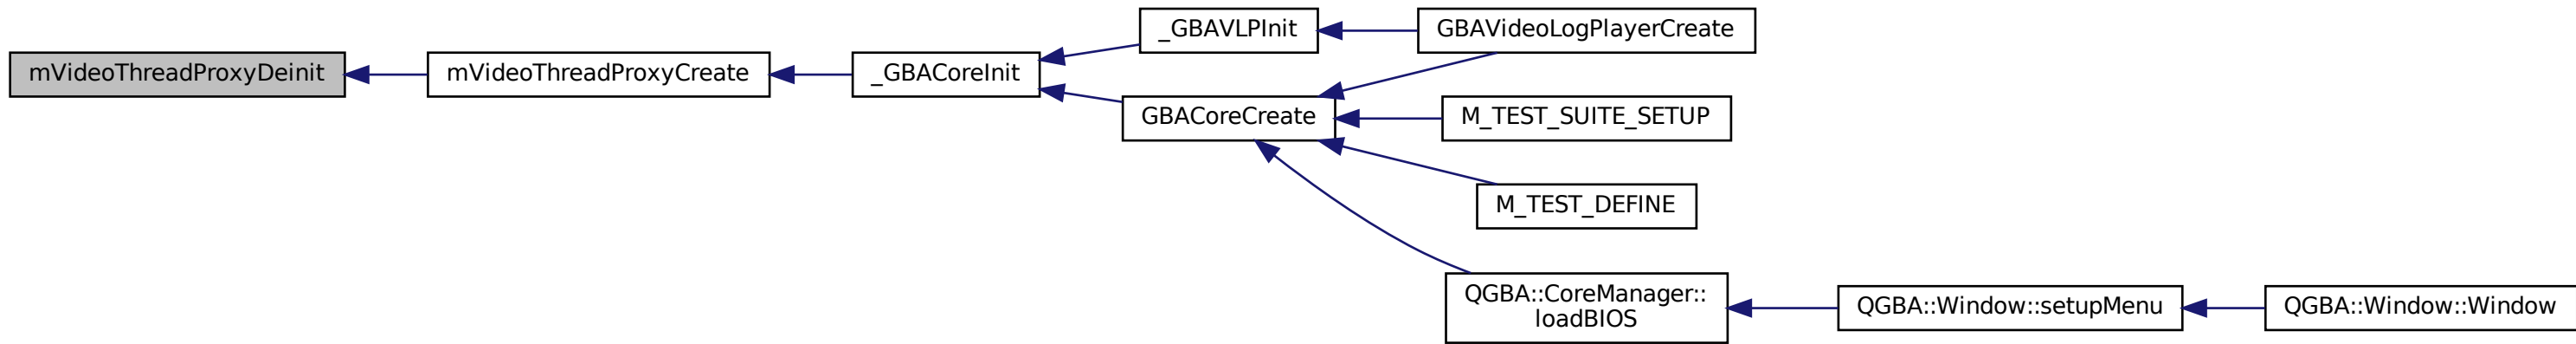 mVideoThreadProxyDeinit
mVideoThreadProxyCreate
_GBACoreInit
_GBAVLPInit
GBAVideoLogPlayerCreate
GBACoreCreate
M_TEST_SUITE_SETUP
M_TEST_DEFINE
QGBA::CoreManager::
loadBIOS
QGBA::Window::setupMenu
QGBA::Window::Window